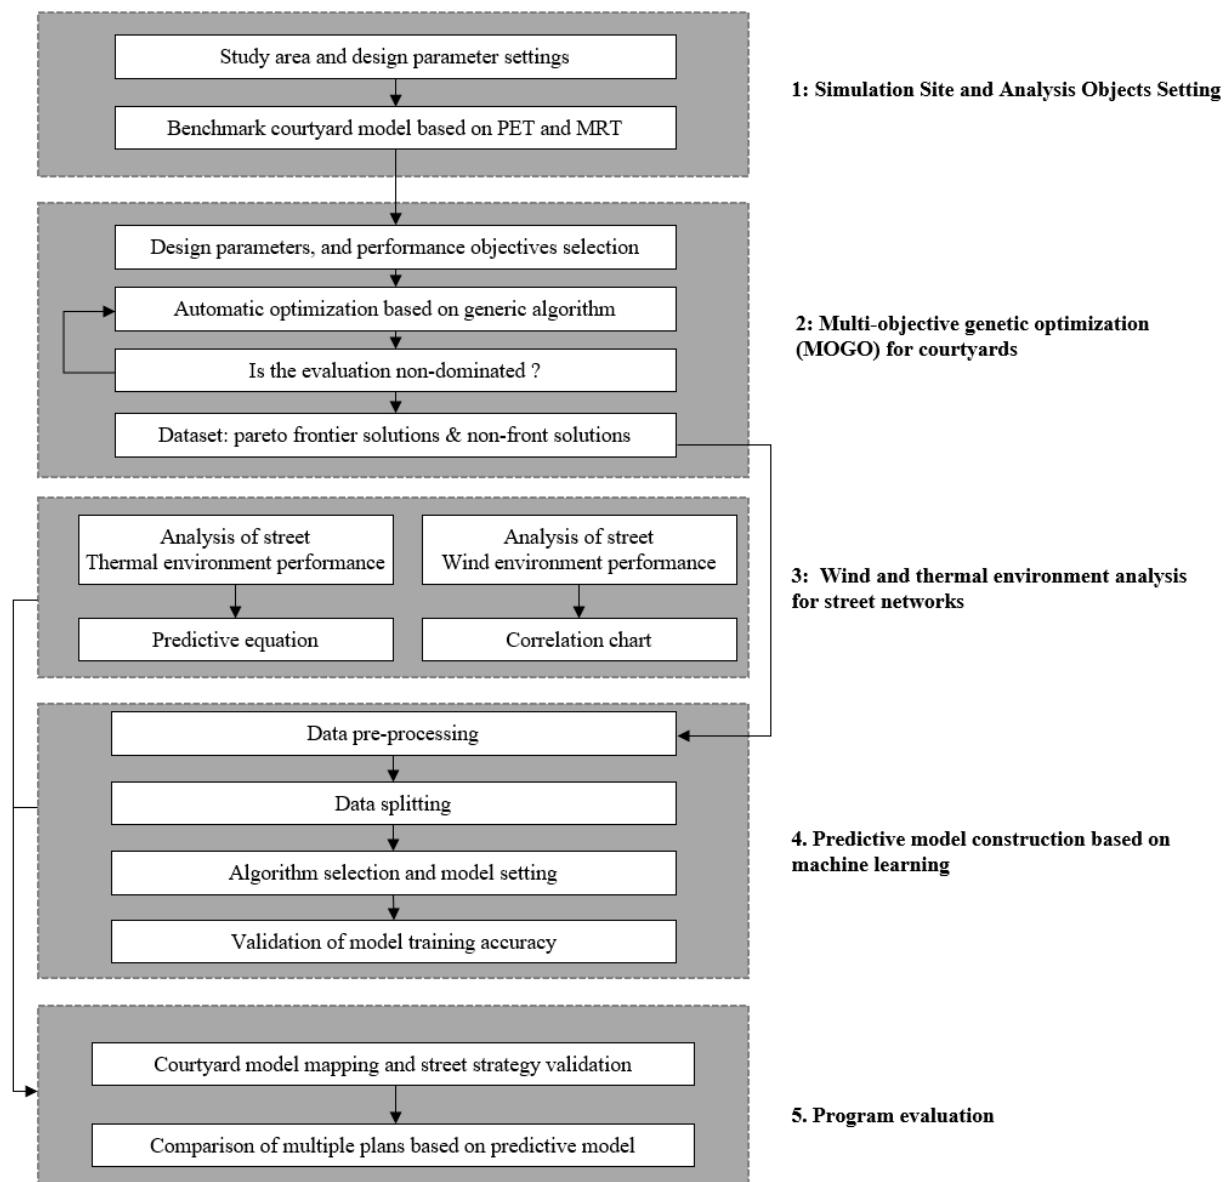 Study area and design parameter settings
Benchmark courtyard model based on PET and MRT
1: Simulation Site and Analysis Objects Setting
Design parameters, and performance objectives selection
Automatic optimization based on generic algorithm
Is the evaluation non-dominated ?
Dataset: pareto frontier solutions & non-front solutions
2: Multi-objective genetic optimization
(MOGO) for courtyards
Analysis of street
Thermal environment performance
Predictive equation
Analysis of street
Wind environment performance
Correlation chart
3:  Wind and thermal environment analysis
for street networks
Data pre-processing
Data splitting
Algorithm selection and model setting
Validation of model training accuracy
4. Predictive model construction based on
machine learning
Courtyard model mapping and street strategy validation
Comparison of multiple plans based on predictive model
5. Program evaluation